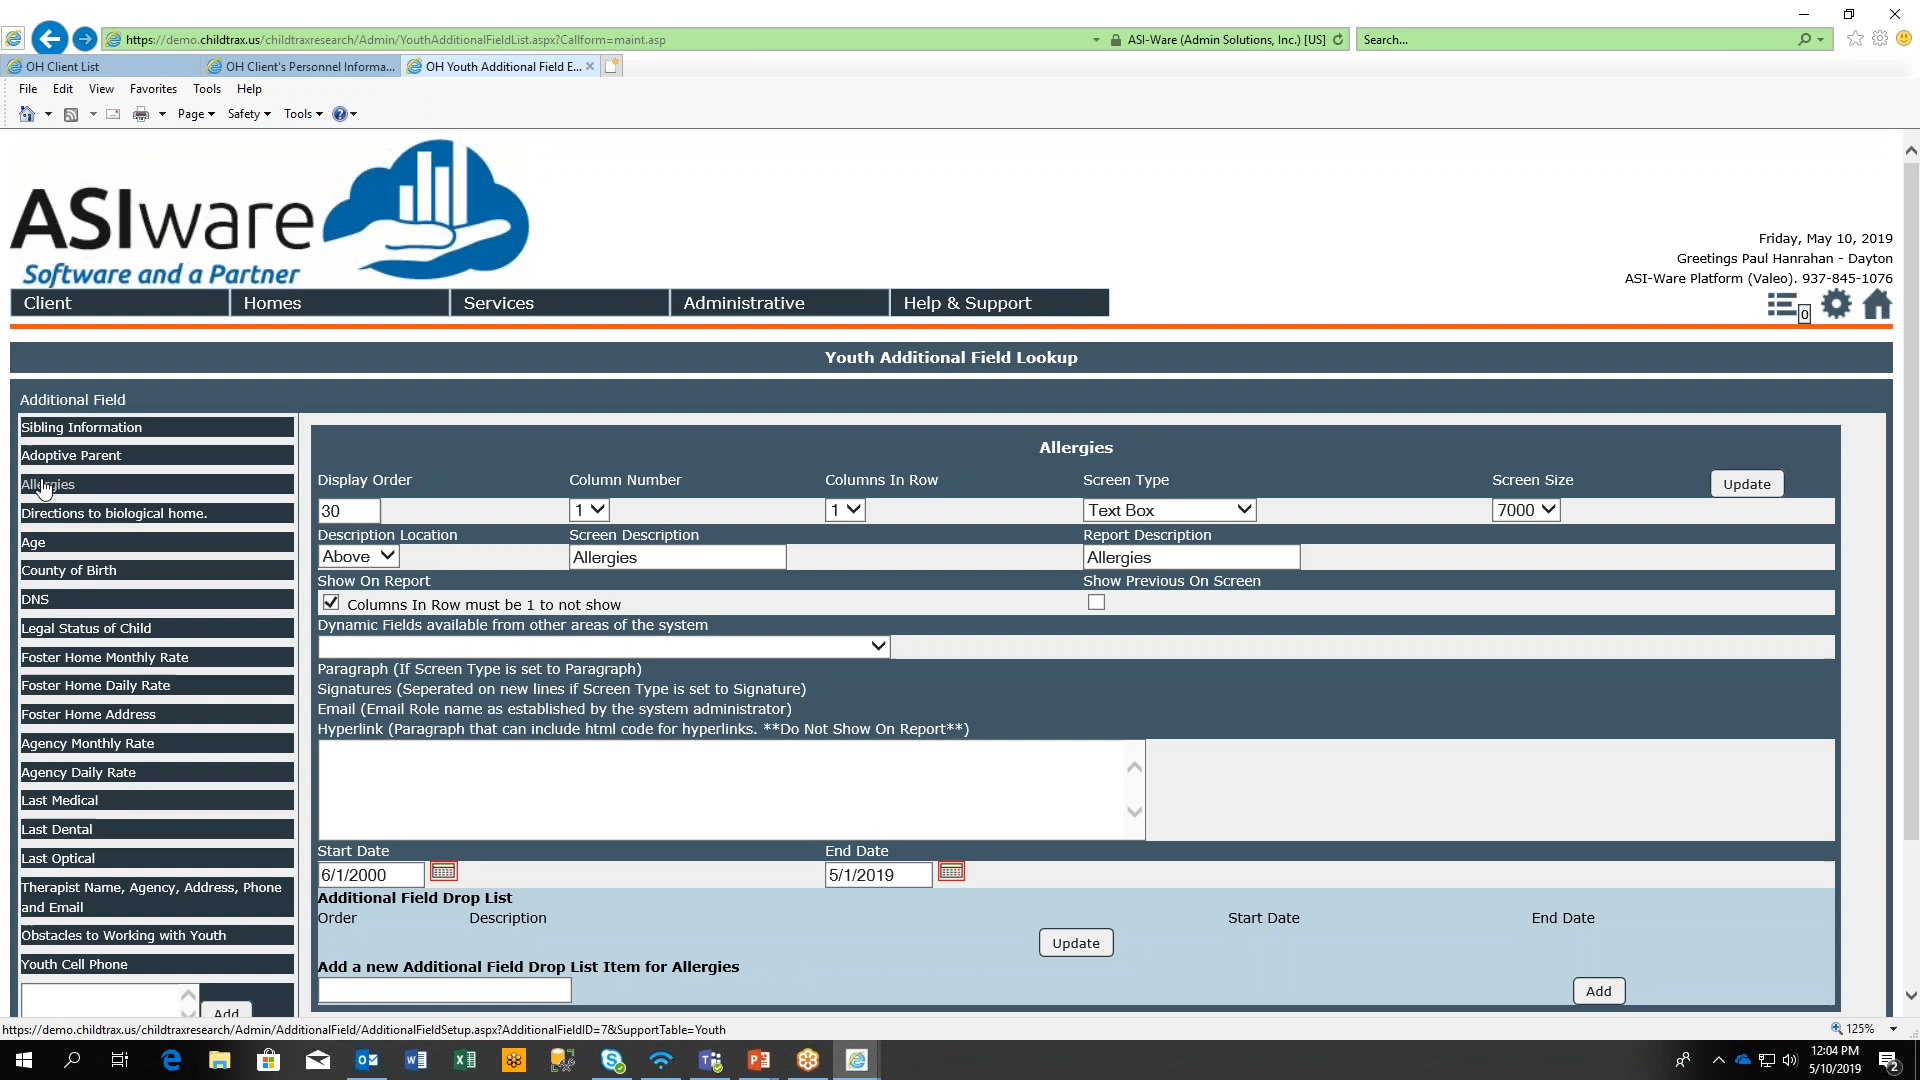 https://demo.childtrax.us/childtraxresearch/Admin/YouthAdditionalFieldList.aspx?Callform=maint.asp
ASI-Ware (Admin Solutions, Inc.) [US]
Search...
OH Client List
OH Client's Personnel Informa...
OH Youth Additional Field E...
File Edit View Favorites Tools Help
Page Safety Tools
ASIware
Software and a Partner
Friday, May 10, 2019
Greetings Paul Hanrahan - Dayton
ASI-Ware Platform (Valeo). 937-845-1076
Client Homes Services Administrative Help & Support
0
Youth Additional Field Lookup
Additional Field
Sibling Information
Adoptive Parent
Allergies
Directions to biological home.
Age
County of Birth
DNS
Legal Status of Child
Foster Home Monthly Rate
Foster Home Daily Rate
Foster Home Address
Agency Monthly Rate
Agency Daily Rate
Last Medical
Last Dental
Last Optical
Therapist Name, Agency, Address, Phone
and Email
Obstacles to Working with Youth
Youth Cell Phone
Add
Allergies
Display Order Column Number Columns In Row Screen Type Screen Size Update
30 1 1 Text Box 7000
Description Location Screen Description Report Description
Above Allergies Allergies
Show On Report Show Previous On Screen
Columns In Row must be 1 to not show
Dynamic Fields available from other areas of the system
Paragraph (If Screen Type is set to Paragraph)
Signatures (Seperated on new lines if Screen Type is set to Signature)
Email (Email Role name as established by the system administrator)
Hyperlink (Paragraph that can include html code for hyperlinks. **Do Not Show On Report**)
Start Date End Date
6/1/2000 5/1/2019
Additional Field Drop List
Order Description Start Date End Date
Update
Add a new Additional Field Drop List Item for Allergies
Add
https://demo.childtrax.us/childtraxresearch/Admin/AdditionalField/AdditionalFieldSetup.aspx?AdditionalFieldID=7&SupportTable=Youth
125%
12:04 PM
5/10/2019
2